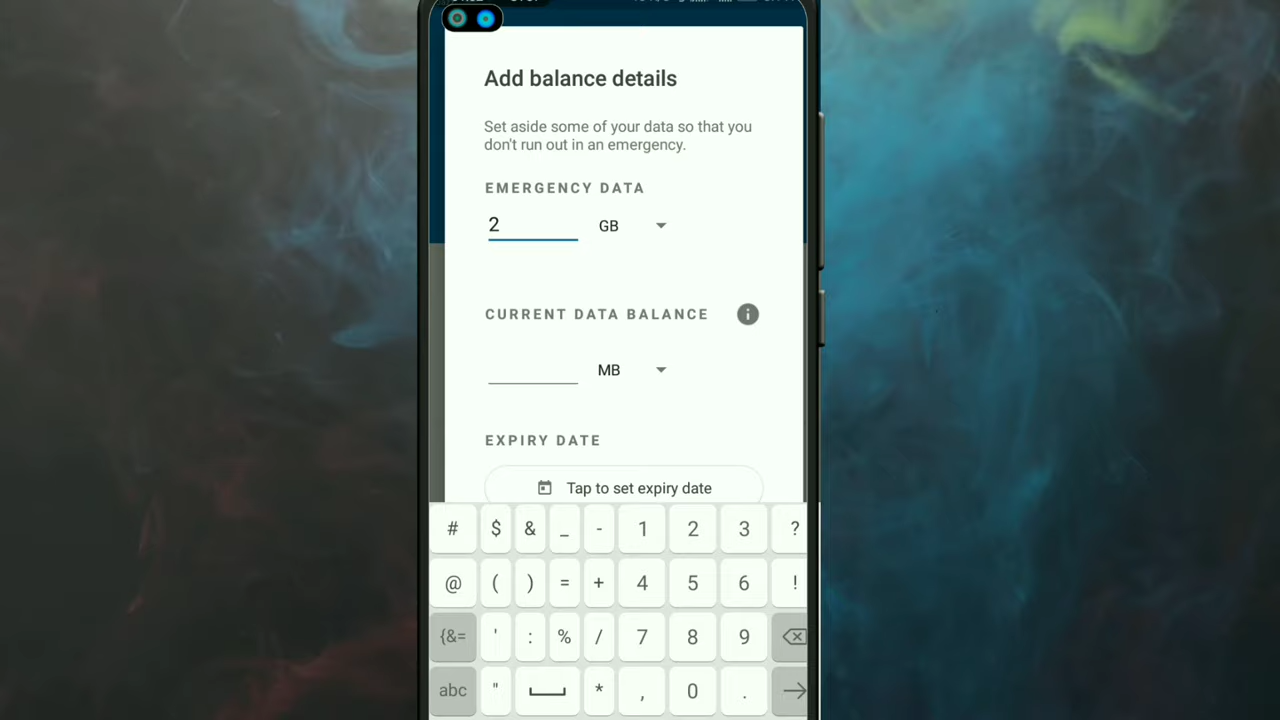 Add balance details
Set aside some of your data so that you
don't run out in an emergency.
EMERGENCY DATA
2 GB
CURRENT DATA BALANCE i
MB
EXPIRY DATE
Tap to set expiry date
# $ & _ - 1 2 3 ?
@ ( ) = + 4 5 6 !
{&= ' : % / 7 8 9
abc " * , 0 .